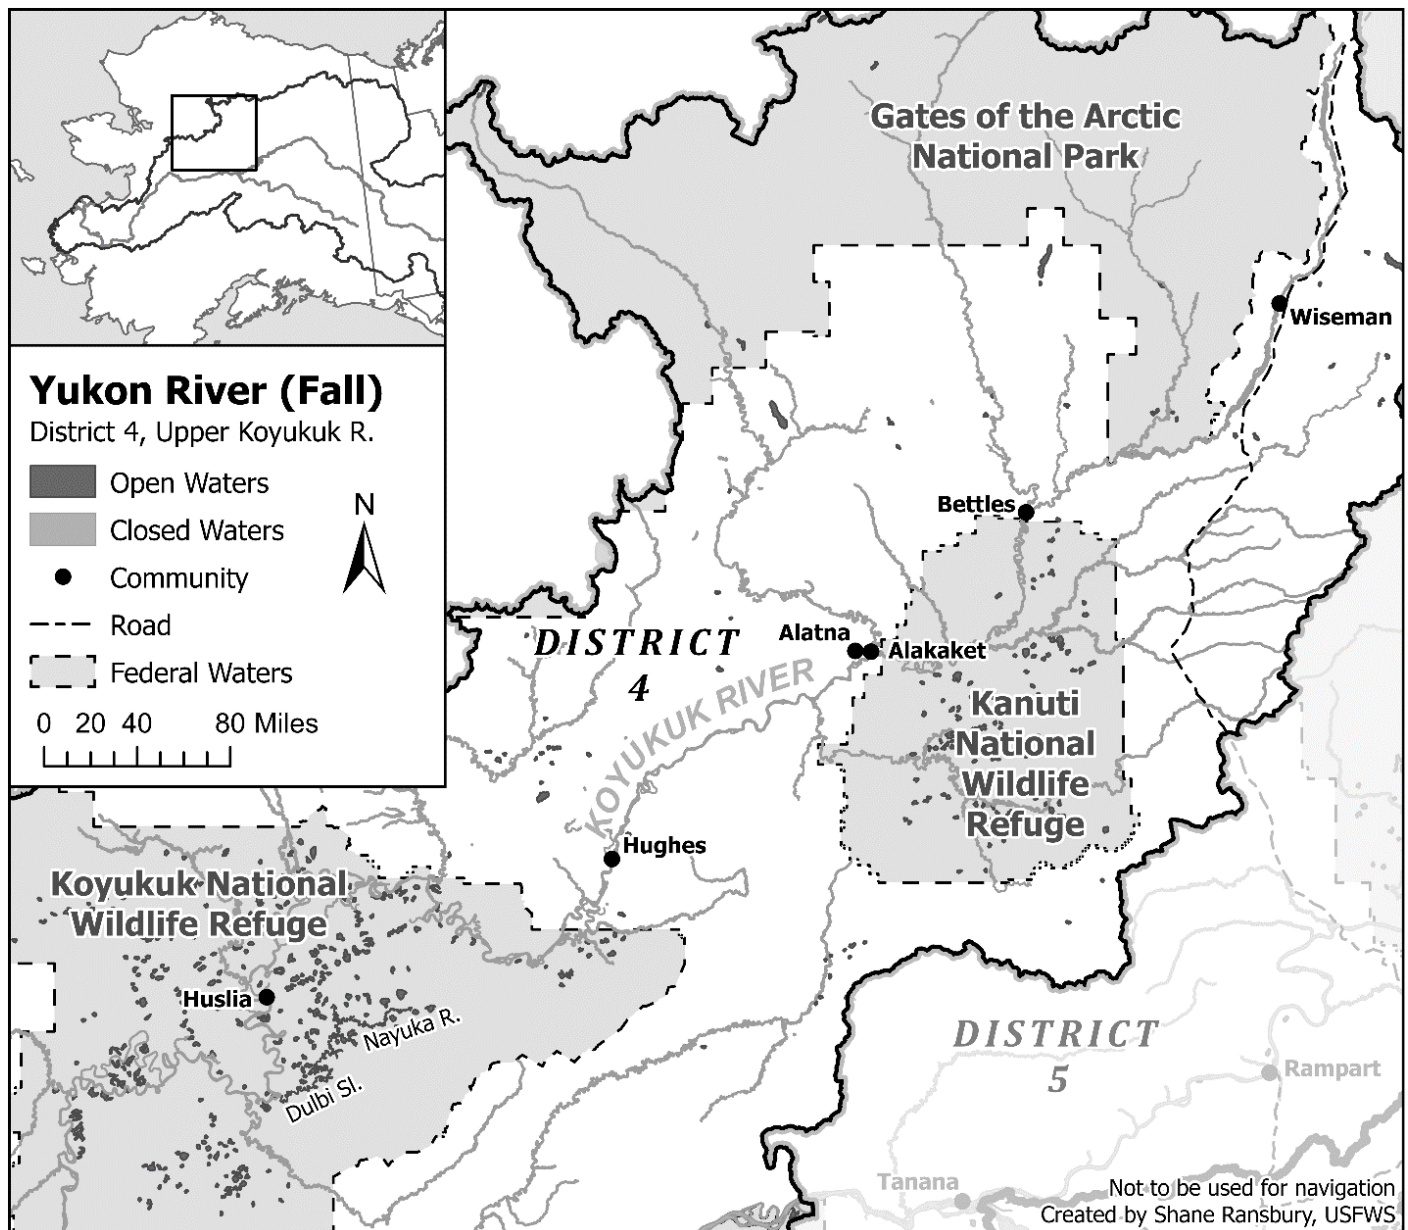 Gates of the Arctic
National Park
Wiseman
Yukon River (Fall)
District 4, Upper Koyukuk R.
Open Waters
Closed Waters
Community
Road
Federal Waters
N
0 20 40 80 Miles
Bettles
DISTRICT
4
Alatna
Alakaket
KOYUKUK RIVER
Kanuti
National
Wildlife
Refuge
Hughes
Koyukuk National
Wildlife Refuge
Huslia
Nayuka R.
Dulbi Sl.
DISTRICT
5
Rampart
Tanana
Not to be used for navigation
Created by Shane Ransbury, USFWS